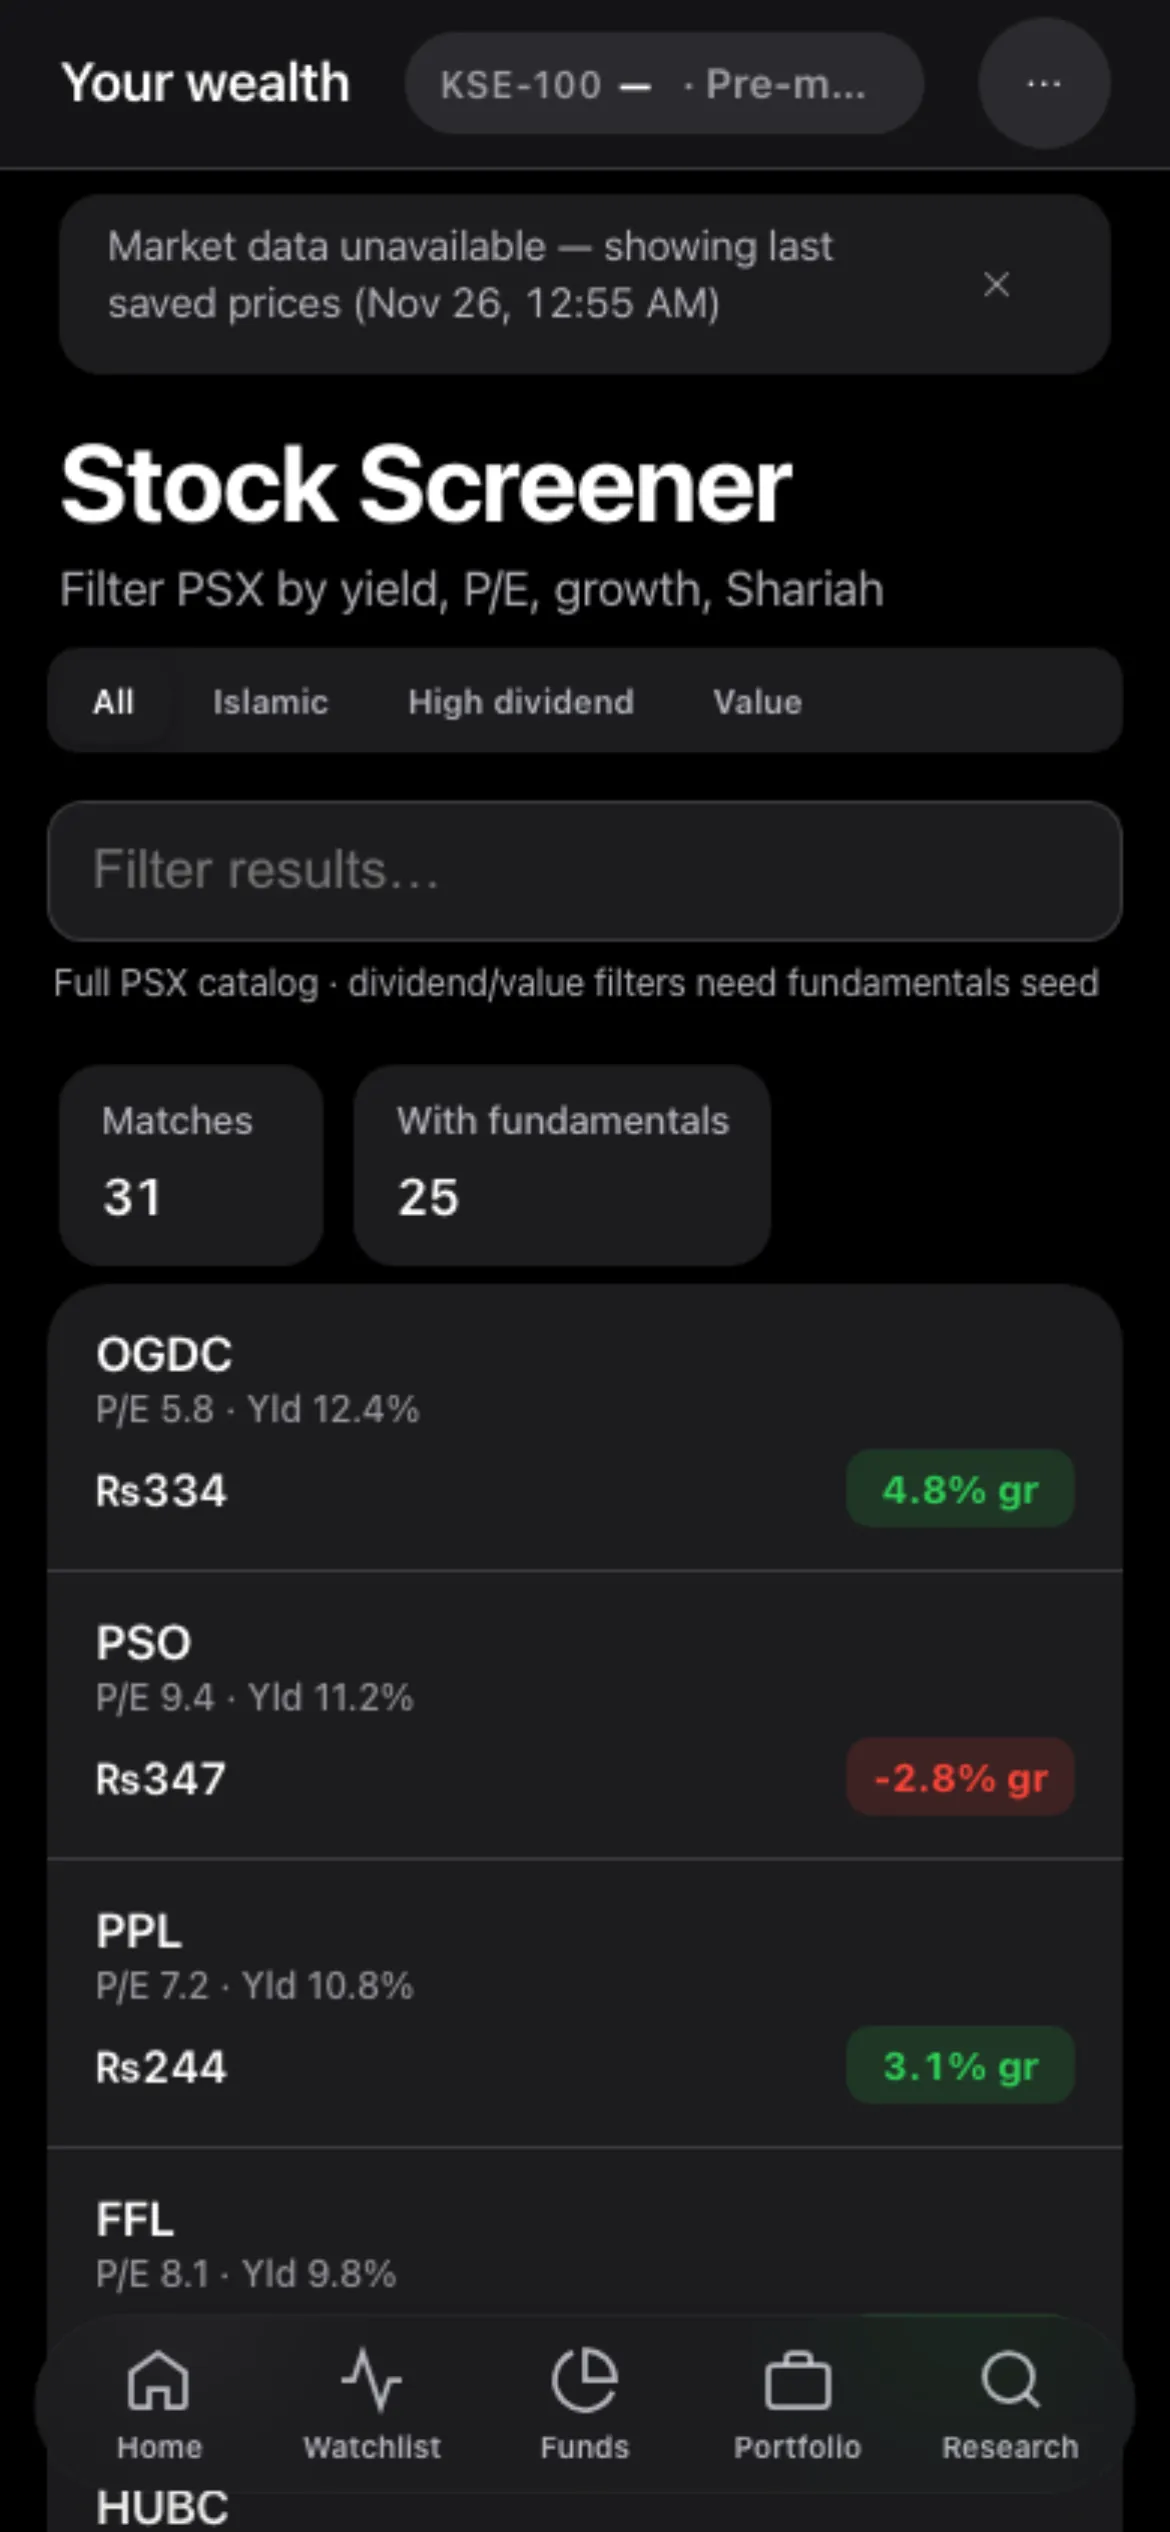 Your wealth
KSE-100 — · Pre-m...
...
Market data unavailable — showing last
saved prices (Nov 26, 12:55 AM)
Stock Screener
Filter PSX by yield, P/E, growth, Shariah
All Islamic High dividend Value
Filter results...
Full PSX catalog · dividend/value filters need fundamentals seed
Matches
31
With fundamentals
25
OGDC
P/E 5.8 · Yld 12.4%
Rs334 4.8% gr
PSO
P/E 9.4 · Yld 11.2%
Rs347 -2.8% gr
PPL
P/E 7.2 · Yld 10.8%
Rs244 3.1% gr
FFL
P/E 8.1 · Yld 9.8%
Home Watchlist Funds Portfolio Research
HUBC